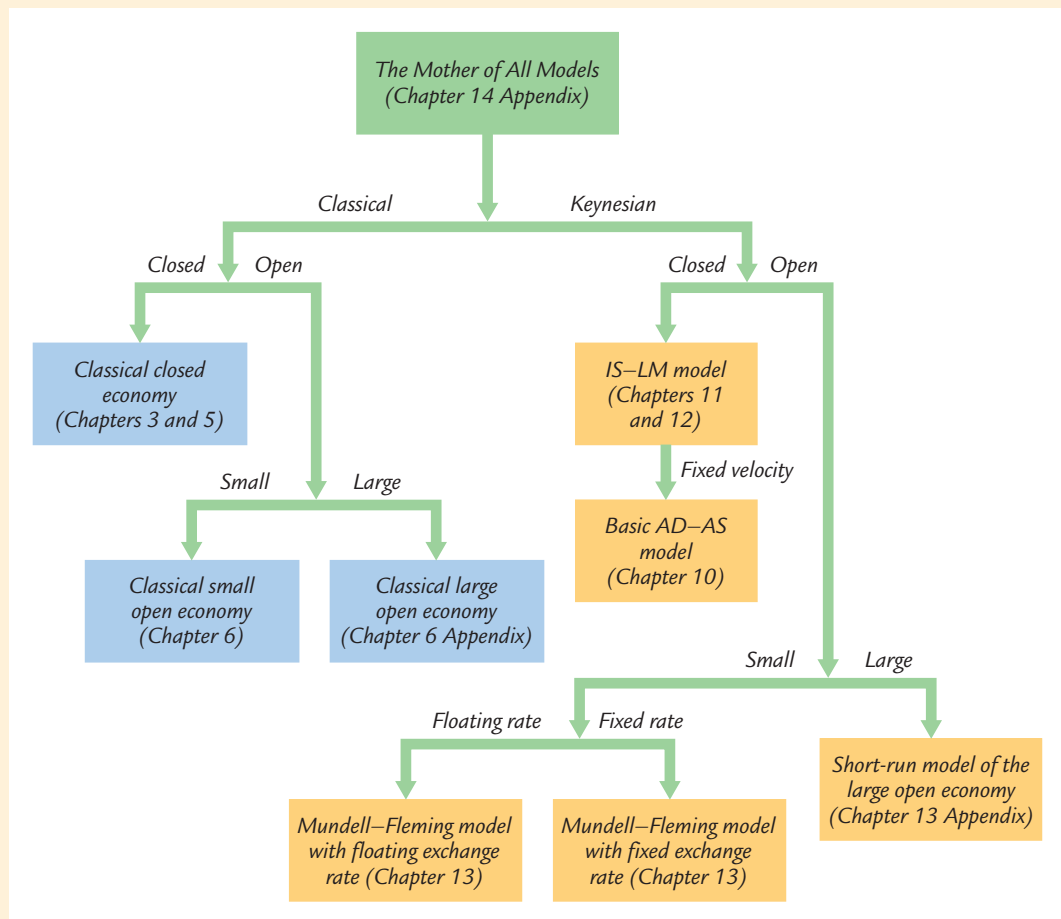 The Mother of All Models
(Chapter 14 Appendix)
Classical
Keynesian
Closed
Open
Closed
Open
Classical closed
economy
(Chapters 3 and 5)
IS–LM model
(Chapters 11
and 12)
Fixed velocity
Small
Large
Basic AD–AS
model
(Chapter 10)
Classical small
open economy
(Chapter 6)
Classical large
open economy
(Chapter 6 Appendix)
Small
Large
Floating rate
Fixed rate
Short-run model of the
large open economy
(Chapter 13 Appendix)
Mundell–Fleming model
with floating exchange
rate (Chapter 13)
Mundell–Fleming model
with fixed exchange
rate (Chapter 13)